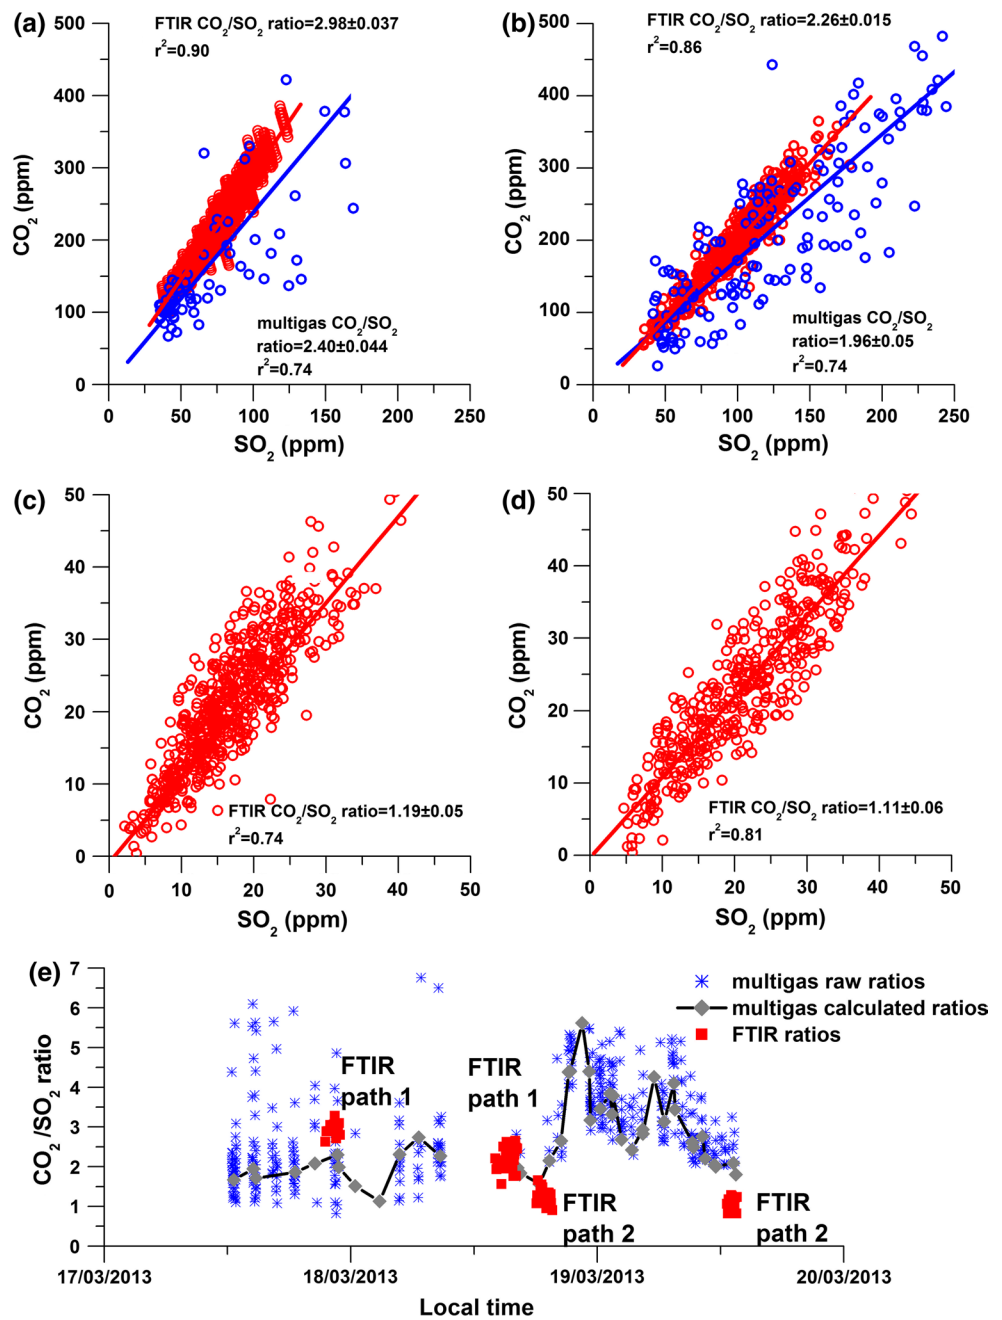 (a)
FTIR CO₂/SO₂ ratio=2.98±0.037
r²=0.90
500
400
300
200
100
0
CO₂ (ppm)
multigas CO₂/SO₂
ratio=2.40±0.044
r²=0.74
0 50 100 150 200 250
SO₂ (ppm)
(b)
FTIR CO₂/SO₂ ratio=2.26±0.015
r²=0.86
500
400
300
200
100
0
CO₂ (ppm)
multigas CO₂/SO₂
ratio=1.96±0.05
r²=0.74
0 50 100 150 200 250
SO₂ (ppm)
(c)
50
40
30
20
10
0
CO₂ (ppm)
FTIR CO₂/SO₂ ratio=1.19±0.05
r²=0.74
0 10 20 30 40 50
SO₂ (ppm)
(d)
50
40
30
20
10
0
CO₂ (ppm)
FTIR CO₂/SO₂ ratio=1.11±0.06
r²=0.81
0 10 20 30 40 50
SO₂ (ppm)
(e)
7
6
5
4
3
2
1
0
CO₂/SO₂ ratio
multigas raw ratios
multigas calculated ratios
FTIR ratios
FTIR
path 1
FTIR
path 1
FTIR
path 2
FTIR
path 2
17/03/2013 18/03/2013 19/03/2013 20/03/2013
Local time